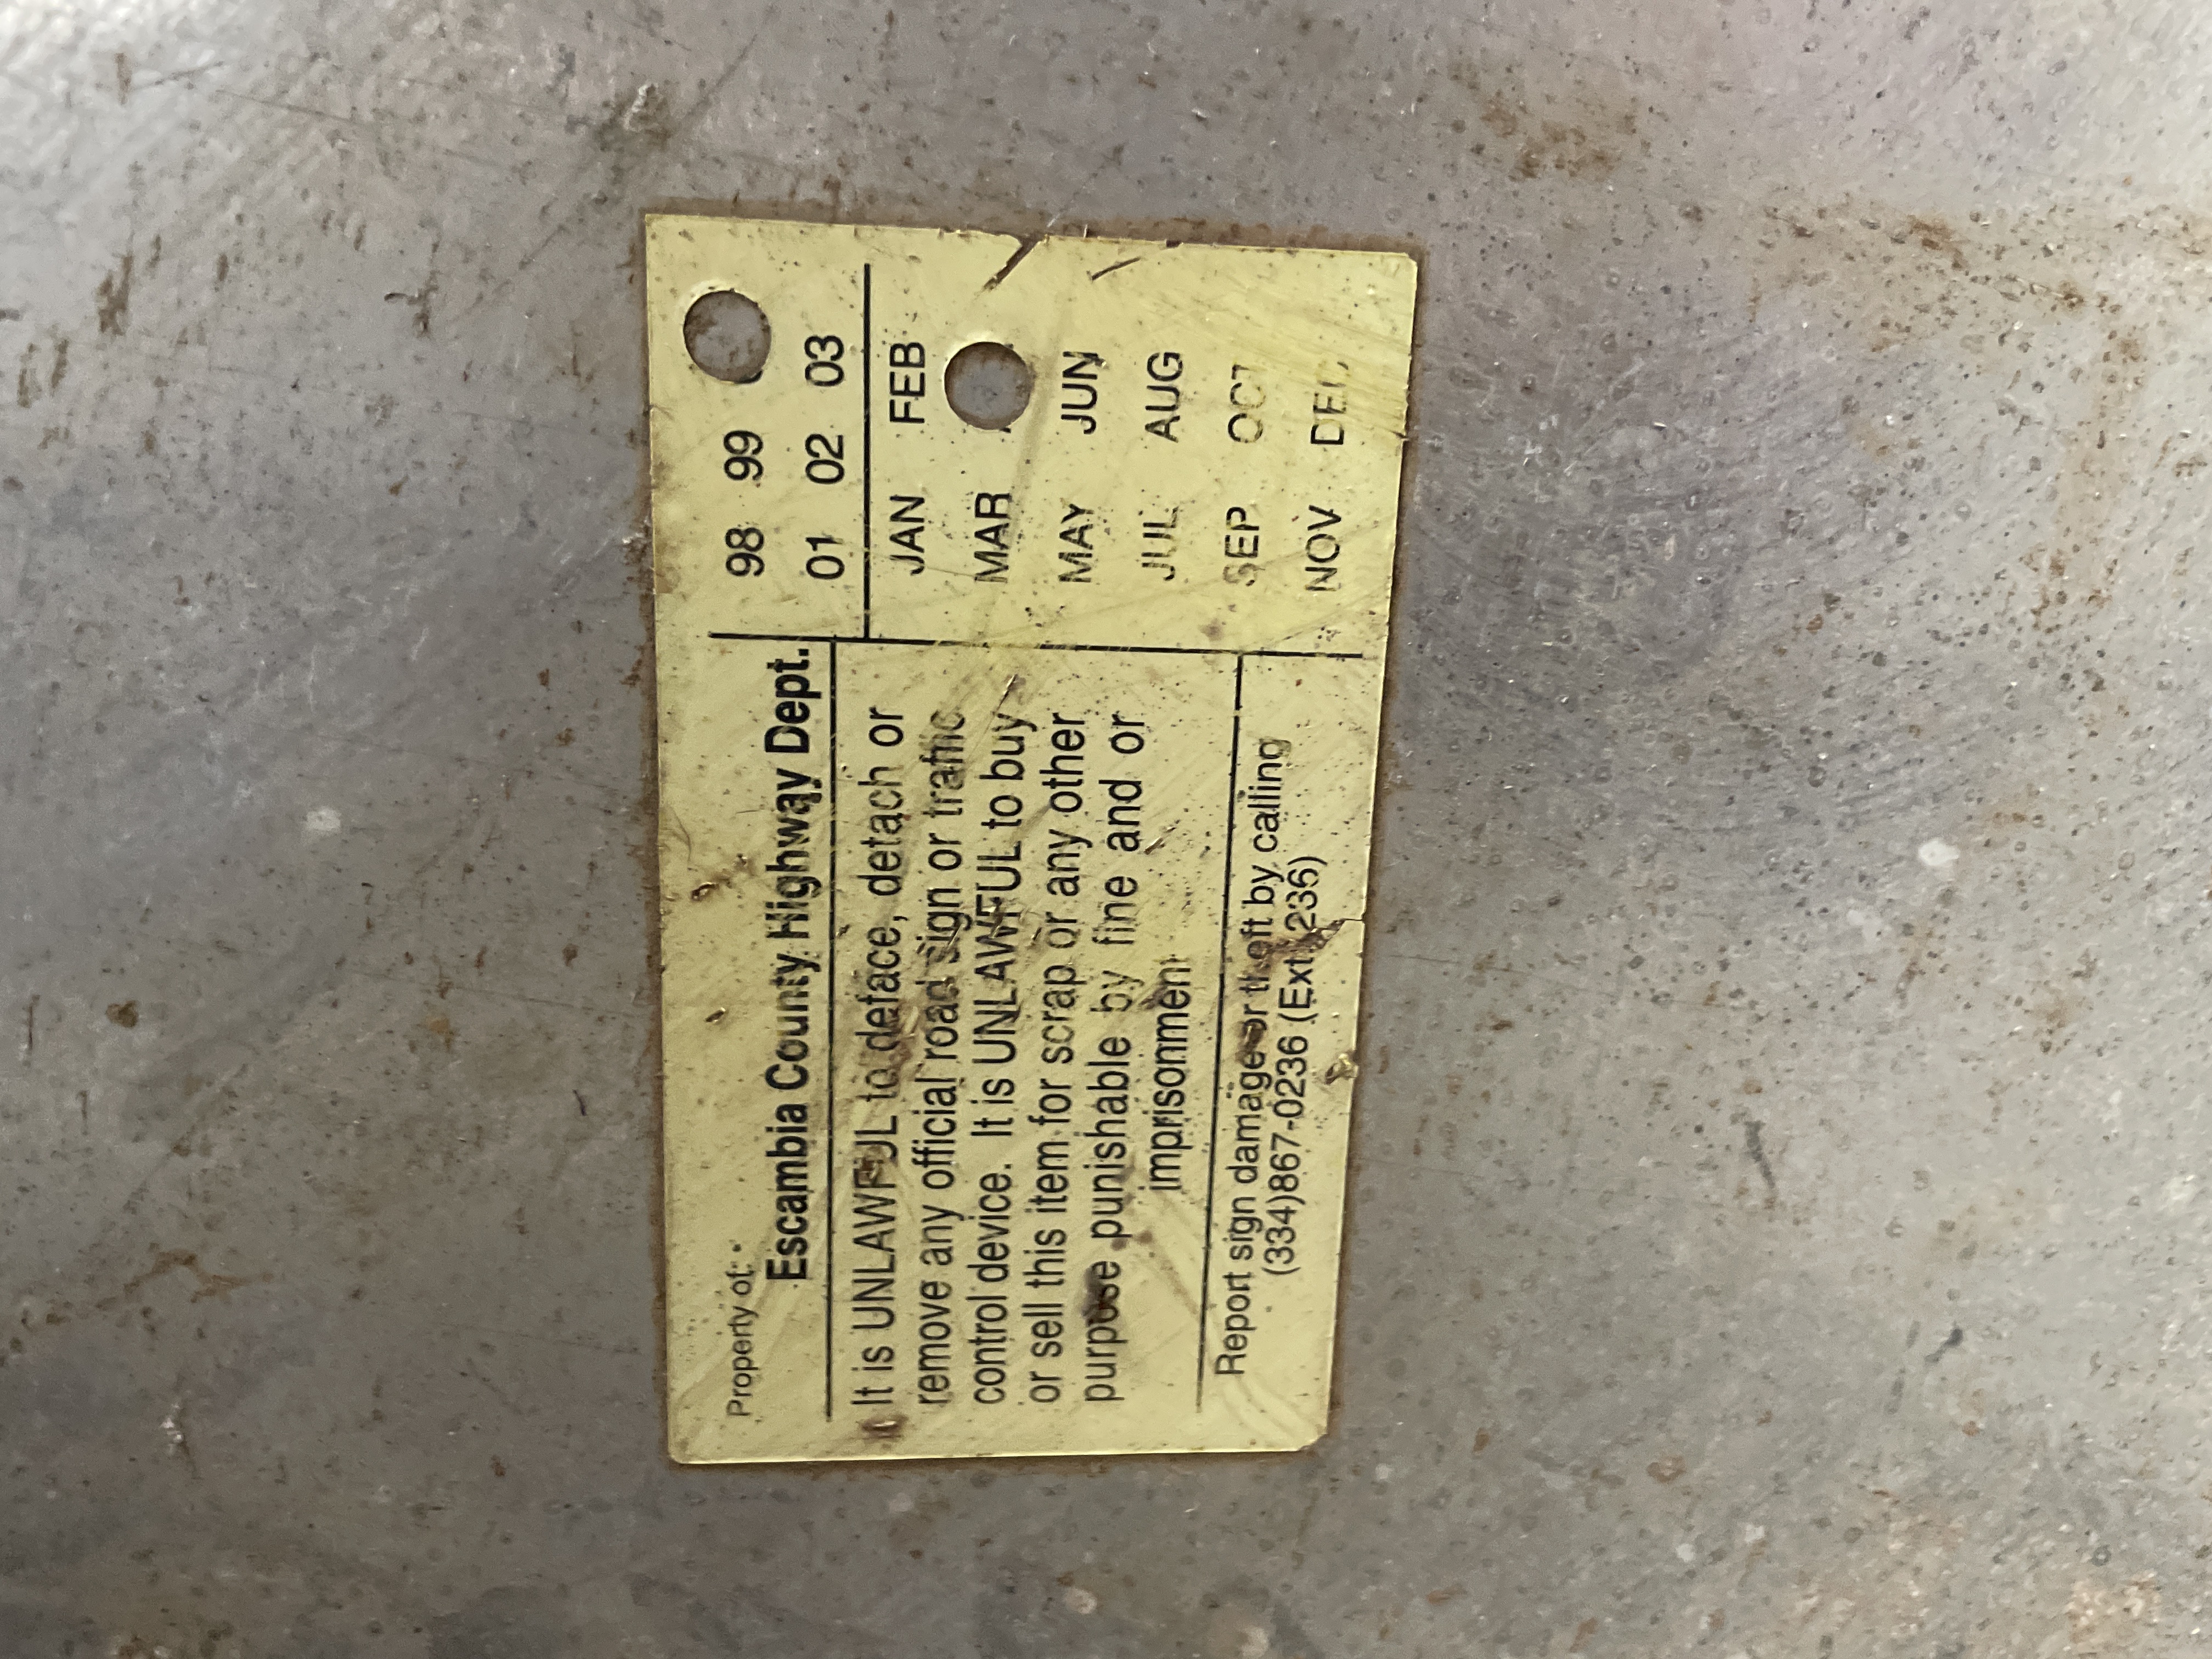 Property of:
Escambia County Highway Dept.
It is UNLAWFUL to deface, detach or
remove any official road sign or traffic
control device. It is UNLAWFUL to buy
or sell this item for scrap or any other
purpose punishable by fine and or
imprisonment
Report sign damage or theft by calling
(334)867-0236 (Ext. 236)
98 99
01 02 03
JAN FEB
MAR
MAY JUN
JUL AUG
SEP OCT
NOV DEC